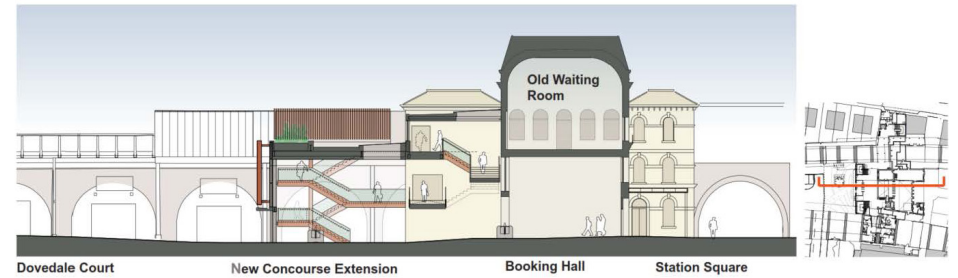 Old Waiting
Room
Dovedale Court
New Concourse Extension
Booking Hall
Station Square